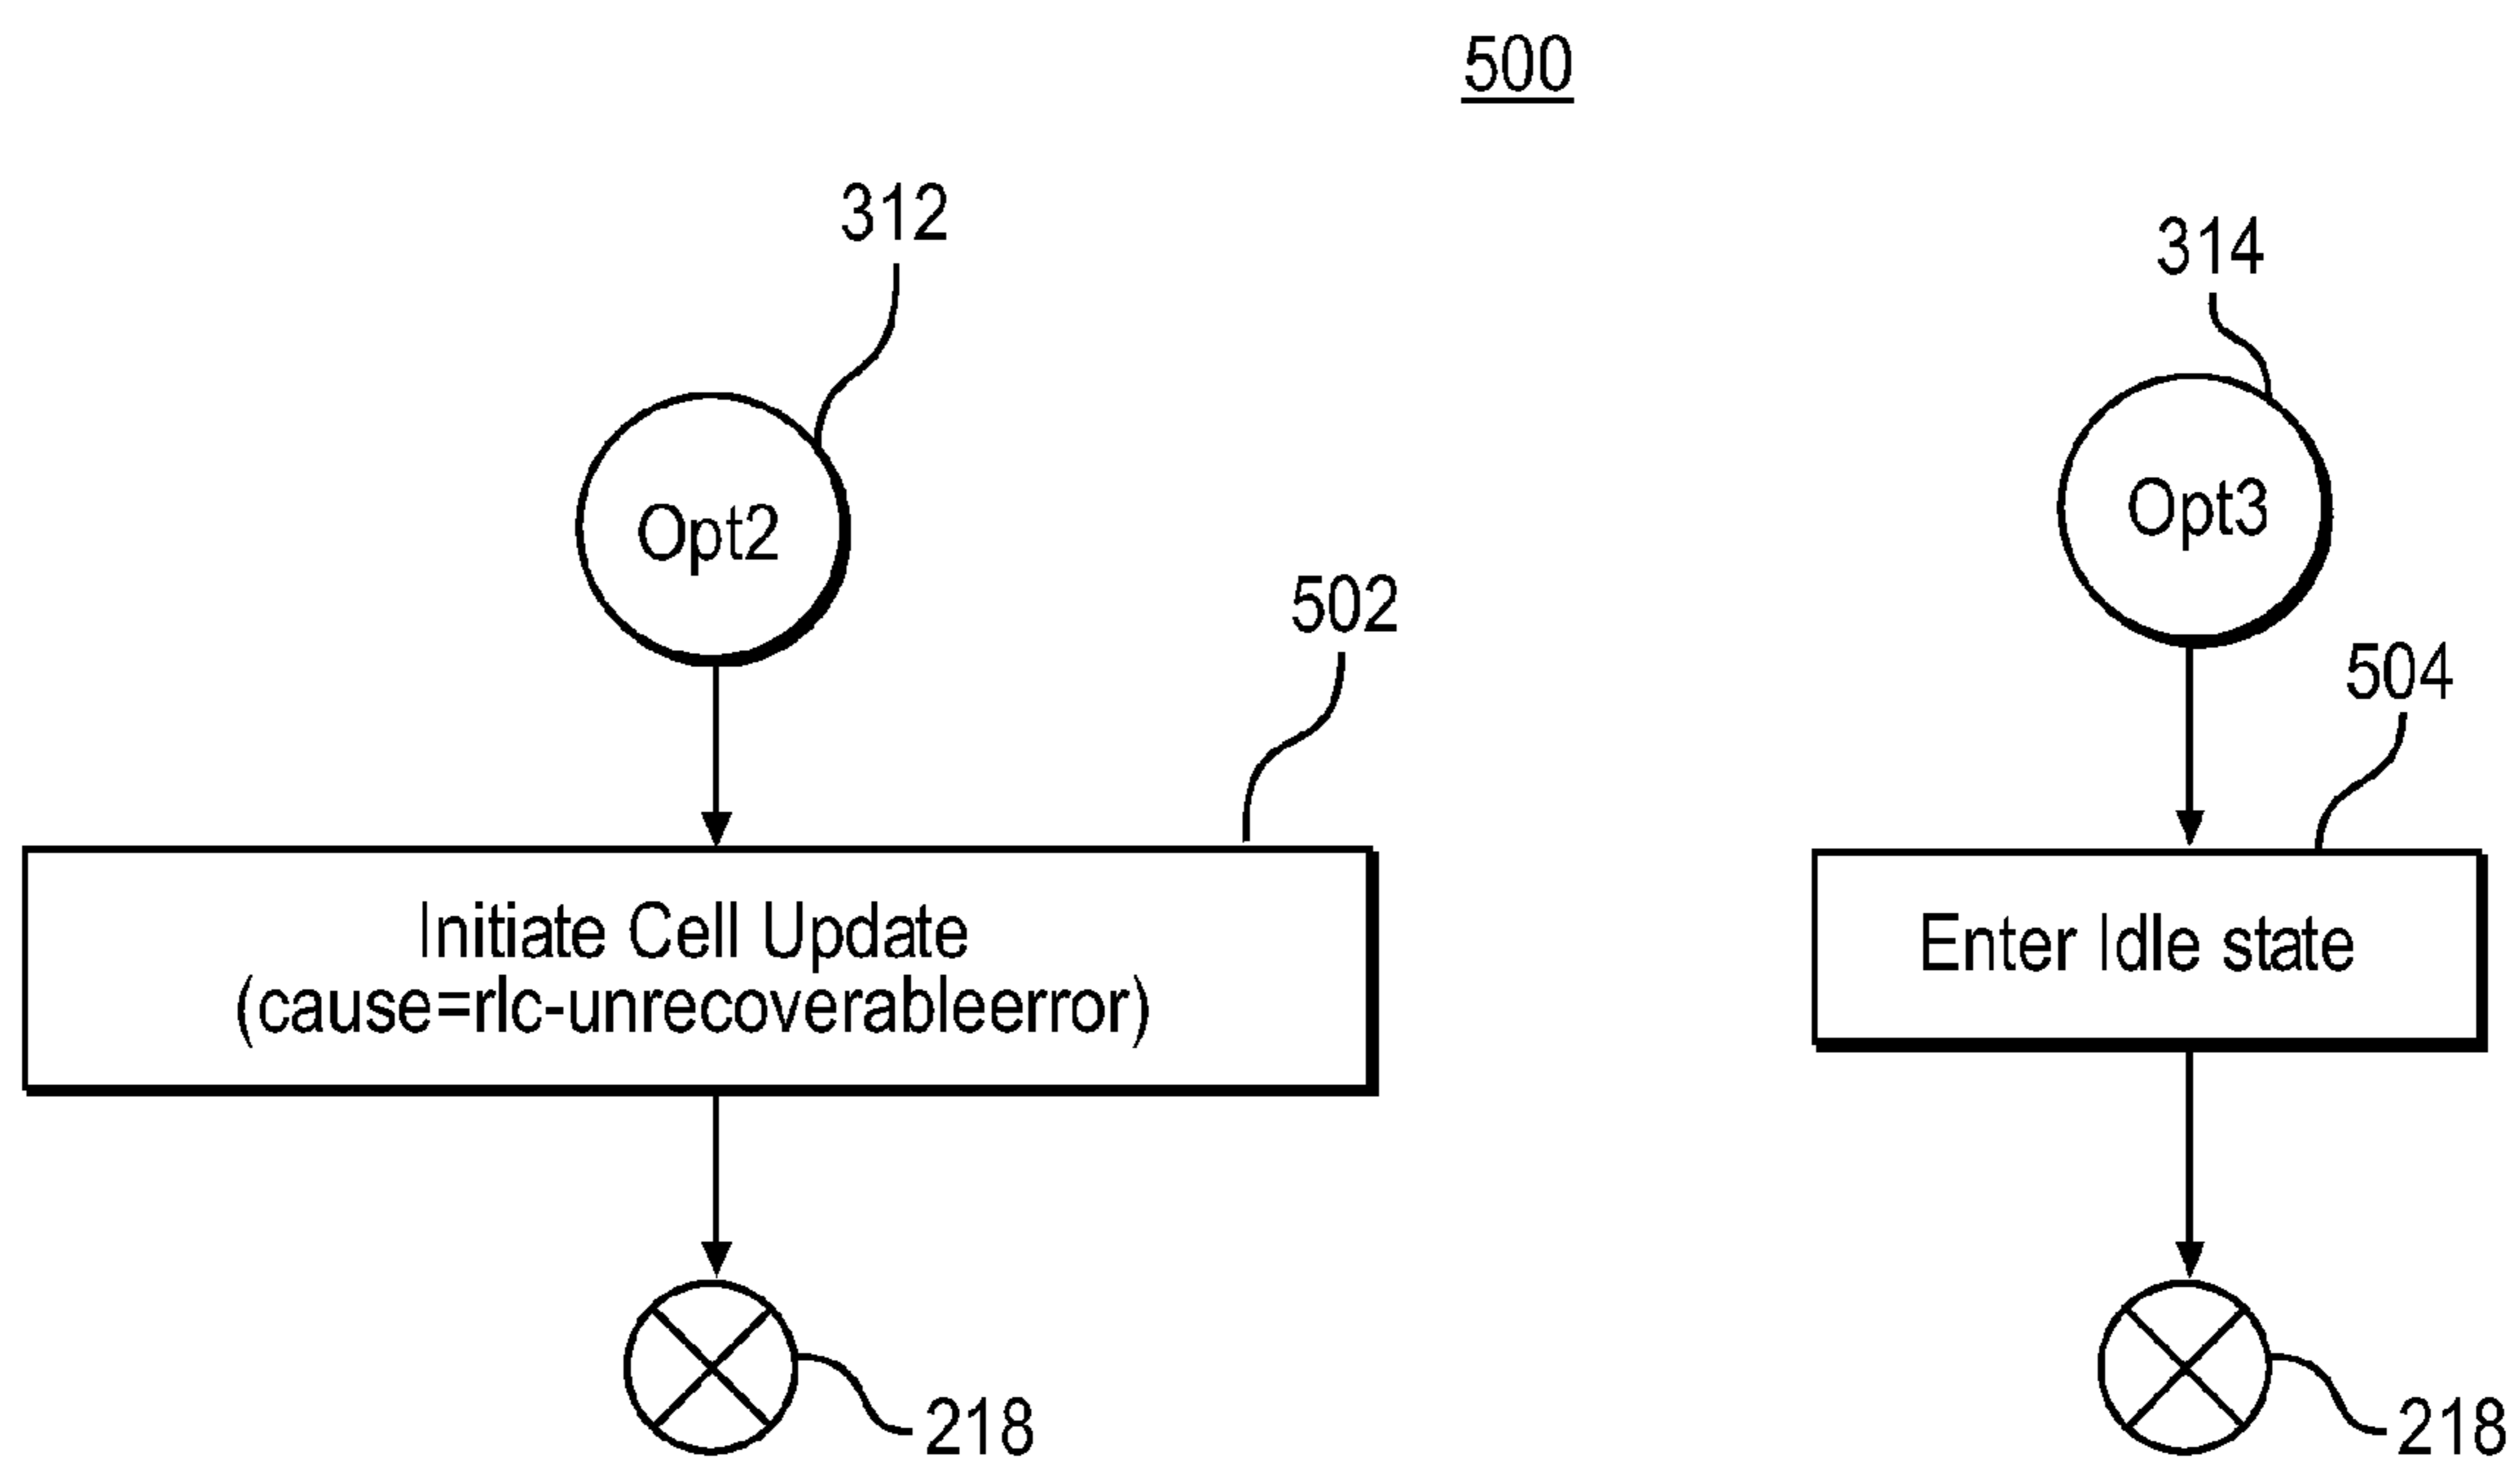 500
312
314
Opt2
Opt3
502
504
Initiate Cell Update
(cause=rlc-unrecoverableerror)
Enter Idle state
218
218